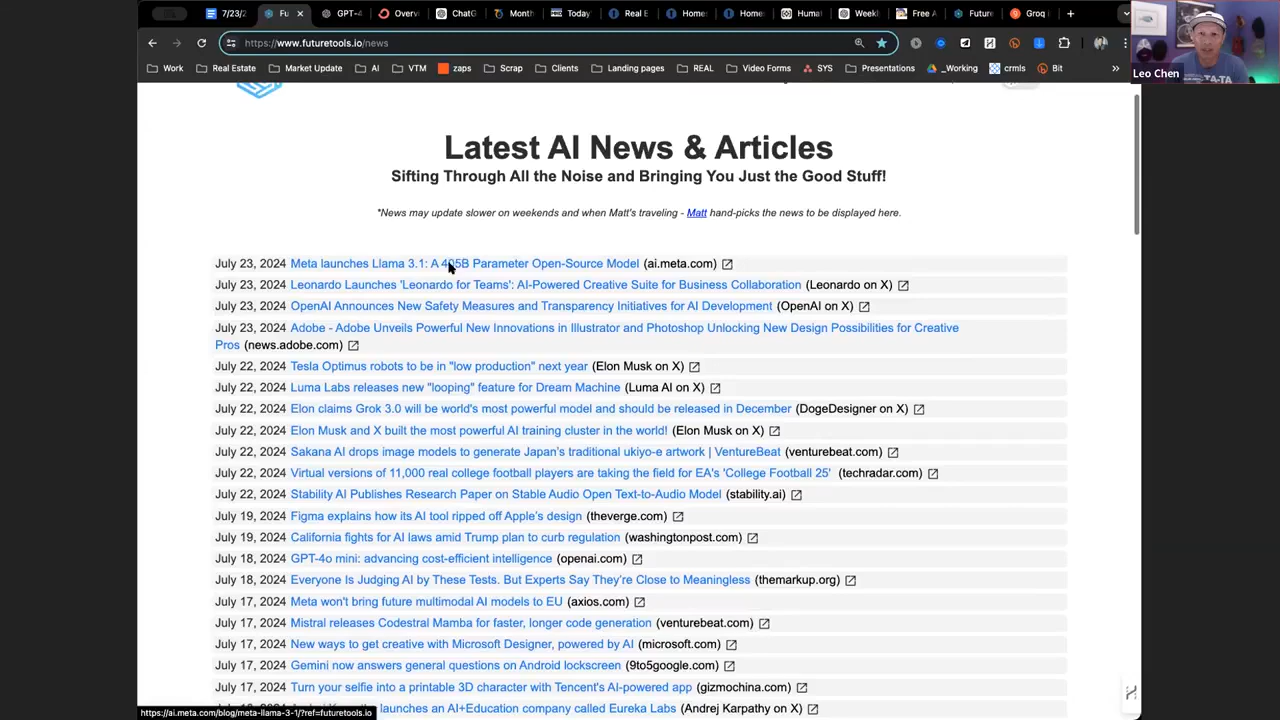 7/23/2
Fu
GPT-4
Overv
ChatG
Month
Today
Real E
Home:
Home
Huma
Weekl
Free A
Future
Groq
https://www.futuretools.io/news
Work
Real Estate
Market Update
AI
VTM
zaps
Scrap
Clients
Landing pages
REAL
Video Forms
SYS
Presentations
_Working
crmls
Bit
»
Leo Chen
Latest AI News & Articles
Sifting Through All the Noise and Bringing You Just the Good Stuff!
*News may update slower on weekends and when Matt's traveling - Matt hand-picks the news to be displayed here.
July 23, 2024 Meta launches Llama 3.1: A 405B Parameter Open-Source Model (ai.meta.com)
July 23, 2024 Leonardo Launches 'Leonardo for Teams': AI-Powered Creative Suite for Business Collaboration (Leonardo on X)
July 23, 2024 OpenAI Announces New Safety Measures and Transparency Initiatives for AI Development (OpenAI on X)
July 23, 2024 Adobe - Adobe Unveils Powerful New Innovations in Illustrator and Photoshop Unlocking New Design Possibilities for Creative
Pros (news.adobe.com)
July 22, 2024 Tesla Optimus robots to be in "low production" next year (Elon Musk on X)
July 22, 2024 Luma Labs releases new "looping" feature for Dream Machine (Luma AI on X)
July 22, 2024 Elon claims Grok 3.0 will be world's most powerful model and should be released in December (DogeDesigner on X)
July 22, 2024 Elon Musk and X built the most powerful AI training cluster in the world! (Elon Musk on X)
July 22, 2024 Sakana AI drops image models to generate Japan's traditional ukiyo-e artwork | VentureBeat (venturebeat.com)
July 22, 2024 Virtual versions of 11,000 real college football players are taking the field for EA's 'College Football 25' (techradar.com)
July 22, 2024 Stability AI Publishes Research Paper on Stable Audio Open Text-to-Audio Model (stability.ai)
July 19, 2024 Figma explains how its AI tool ripped off Apple's design (theverge.com)
July 19, 2024 California fights for AI laws amid Trump plan to curb regulation (washingtonpost.com)
July 18, 2024 GPT-4o mini: advancing cost-efficient intelligence (openai.com)
July 18, 2024 Everyone Is Judging AI by These Tests. But Experts Say They're Close to Meaningless (themarkup.org)
July 17, 2024 Meta won't bring future multimodal AI models to EU (axios.com)
July 17, 2024 Mistral releases Codestral Mamba for faster, longer code generation (venturebeat.com)
July 17, 2024 New ways to get creative with Microsoft Designer, powered by AI (microsoft.com)
July 17, 2024 Gemini now answers general questions on Android lockscreen (9to5google.com)
July 17, 2024 Turn your selfie into a printable 3D character with Tencent's AI-powered app (gizmochina.com)
launches an AI+Education company called Eureka Labs (Andrej Karpathy on X)
https://ai.meta.com/blog/meta-llama-3-1/?ref=futuretools.io